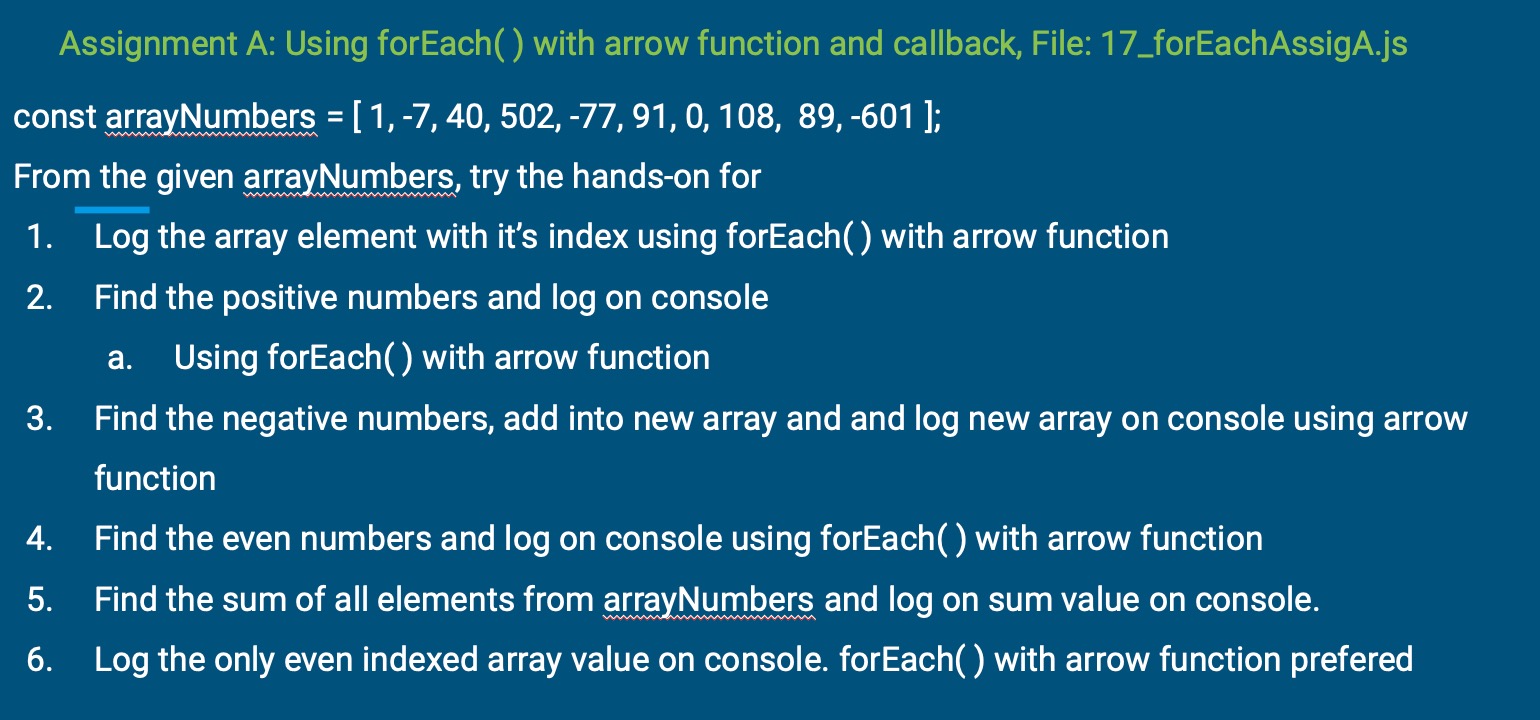 Assignment A: Using forEach( ) with arrow function and callback, File: 17_forEachAssigA.js
const arrayNumbers = [ 1, -7, 40, 502, -77, 91, 0, 108,  89, -601 ];
From the given arrayNumbers, try the hands-on for
1. Log the array element with it’s index using forEach( ) with arrow function
2. Find the positive numbers and log on console
a. Using forEach( ) with arrow function
3. Find the negative numbers, add into new array and and log new array on console using arrow
function
4. Find the even numbers and log on console using forEach( ) with arrow function
5. Find the sum of all elements from arrayNumbers and log on sum value on console.
6. Log the only even indexed array value on console. forEach( ) with arrow function prefered